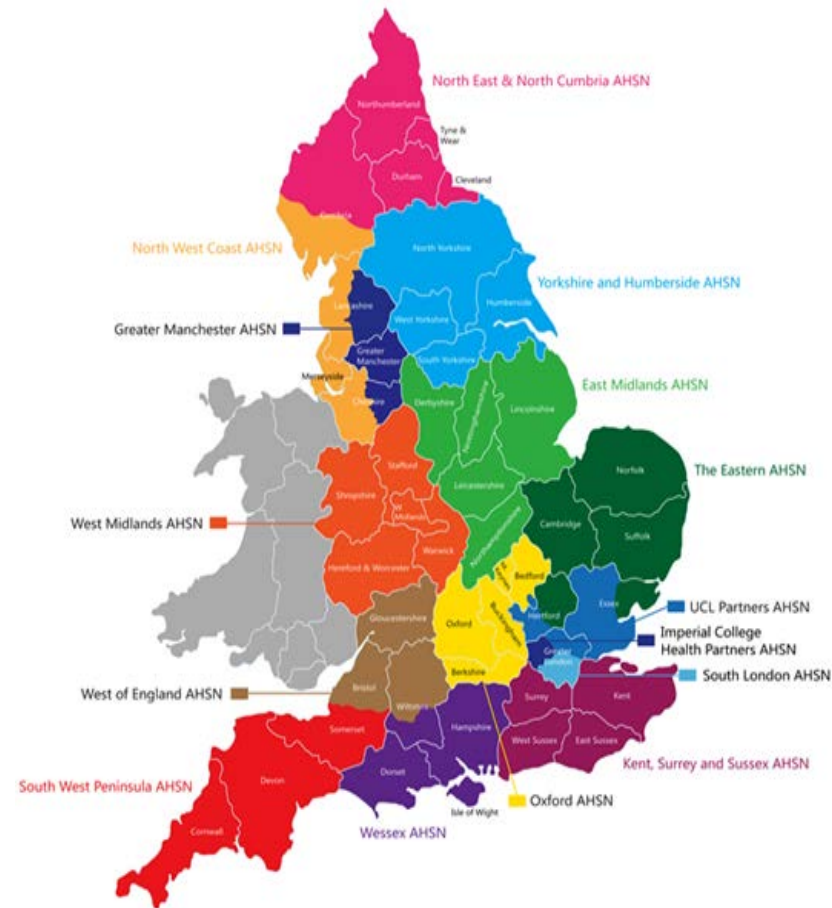 North East & North Cumbria AHSN
Northumberland
Tyne &
Wear
Durham
Cleveland
Cumbria
North West Coast AHSN
North Yorkshire
Yorkshire and Humberside AHSN
Humberside
Lancashire
West Yorkshire
Greater Manchester AHSN
Greater
Manchester
South Yorkshire
Merseyside
Cheshire
East Midlands AHSN
Derbyshire
Nottinghamshire
Lincolnshire
Stafford
The Eastern AHSN
Norfolk
Leicestershire
Shropshire
W.
Midlands
West Midlands AHSN
Cambridge
Suffolk
Northamptonshire
Warwick
Hereford & Worcester
Bedford
M.
Keynes
Essex
UCL Partners AHSN
Hertford
Gloucestershire
Oxford
Buckingham
Imperial College
Health Partners AHSN
Greater
London
South London AHSN
Berkshire
West of England AHSN
Bristol
Wiltshire
Surrey
Kent
Hampshire
Somerset
West Sussex
East Sussex
Kent, Surrey and Sussex AHSN
South West Peninsula AHSN
Devon
Dorset
Oxford AHSN
Isle of Wight
Wessex AHSN
Cornwall